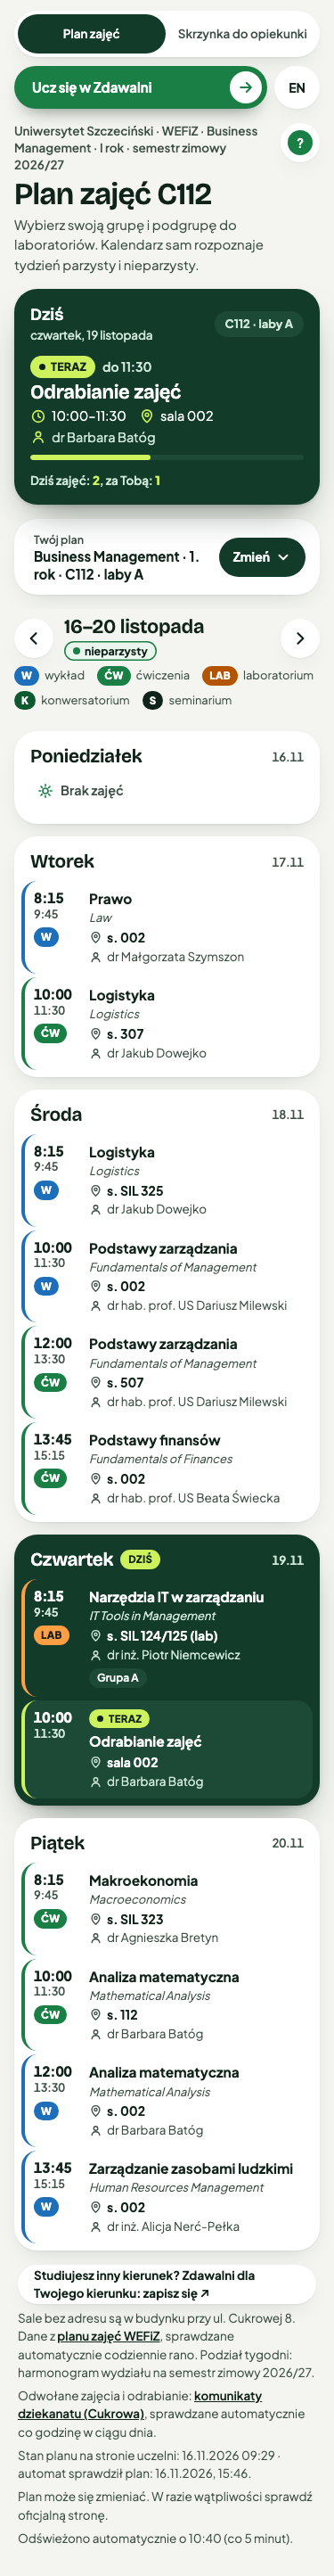 Plan zajęć
Skrzynka do opiekunki
Ucz się w Zdawalni
EN
Uniwersytet Szczeciński · WEFiZ · Business
Management · I rok · semestr zimowy
2026/27
?
Plan zajęć C112
Wybierz swoją grupę i podgrupę do
laboratoriów. Kalendarz sam rozpoznaje
tydzień parzysty i nieparzysty.
Dziś
czwartek, 19 listopada
C112 · laby A
TERAZ do 11:30
Odrabianie zajęć
10:00–11:30 sala 002
dr Barbara Batóg
Dziś zajęć: 2, za Tobą: 1
Twój plan
Business Management · 1.
rok · C112 · laby A
Zmień
16–20 listopada
nieparzysty
W wykład ĆW ćwiczenia LAB laboratorium
K konwersatorium S seminarium
Poniedziałek 16.11
Brak zajęć
Wtorek 17.11
8:15 Prawo
9:45 Law
W s. 002
dr Małgorzata Szymszon
10:00 Logistyka
11:30 Logistics
ĆW s. 307
dr Jakub Dowejko
Środa 18.11
8:15 Logistyka
9:45 Logistics
W s. SIL 325
dr Jakub Dowejko
10:00 Podstawy zarządzania
11:30 Fundamentals of Management
W s. 002
dr hab. prof. US Dariusz Milewski
12:00 Podstawy zarządzania
13:30 Fundamentals of Management
ĆW s. 507
dr hab. prof. US Dariusz Milewski
13:45 Podstawy finansów
15:15 Fundamentals of Finances
ĆW s. 002
dr hab. prof. US Beata Świecka
Czwartek DZIŚ 19.11
8:15 Narzędzia IT w zarządzaniu
9:45 IT Tools in Management
LAB s. SIL 124/125 (lab)
dr inż. Piotr Niemcewicz
Grupa A
10:00 TERAZ
11:30 Odrabianie zajęć
sala 002
dr Barbara Batóg
Piątek 20.11
8:15 Makroekonomia
9:45 Macroeconomics
ĆW s. SIL 323
dr Agnieszka Bretyn
10:00 Analiza matematyczna
11:30 Mathematical Analysis
ĆW s. 112
dr Barbara Batóg
12:00 Analiza matematyczna
13:30 Mathematical Analysis
W s. 002
dr Barbara Batóg
13:45 Zarządzanie zasobami ludzkimi
15:15 Human Resources Management
W s. 002
dr inż. Alicja Nerć-Pełka
Studiujesz inny kierunek? Zdawalni dla
Twojego kierunku: zapisz się ↗
Sale bez adresu są w budynku przy ul. Cukrowej 8.
Dane z planu zajęć WEFiZ, sprawdzane
automatycznie codziennie rano. Podział tygodni:
harmonogram wydziału na semestr zimowy 2026/27.
Odwołane zajęcia i odrabianie: komunikaty
dziekanatu (Cukrowa), sprawdzane automatycznie
co godzinę w ciągu dnia.
Stan planu na stronie uczelni: 16.11.2026 09:29 ·
automat sprawdził plan: 16.11.2026, 15:46.
Plan może się zmieniać. W razie wątpliwości sprawdź
oficjalną stronę.
Odświeżono automatycznie o 10:40 (co 5 minut).